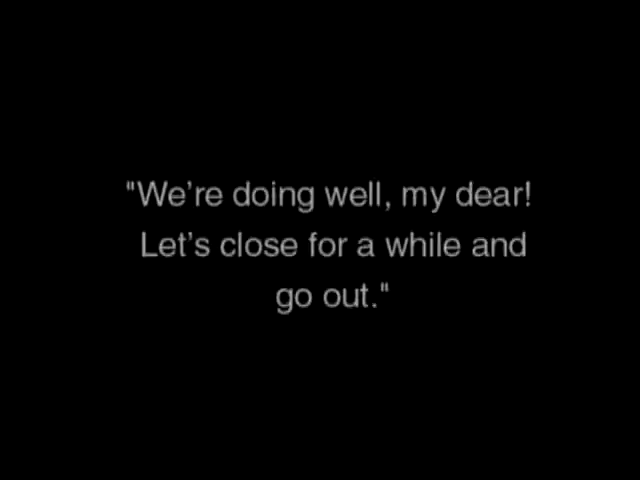 "We’re doing well, my dear!
Let’s close for a while and
go out."